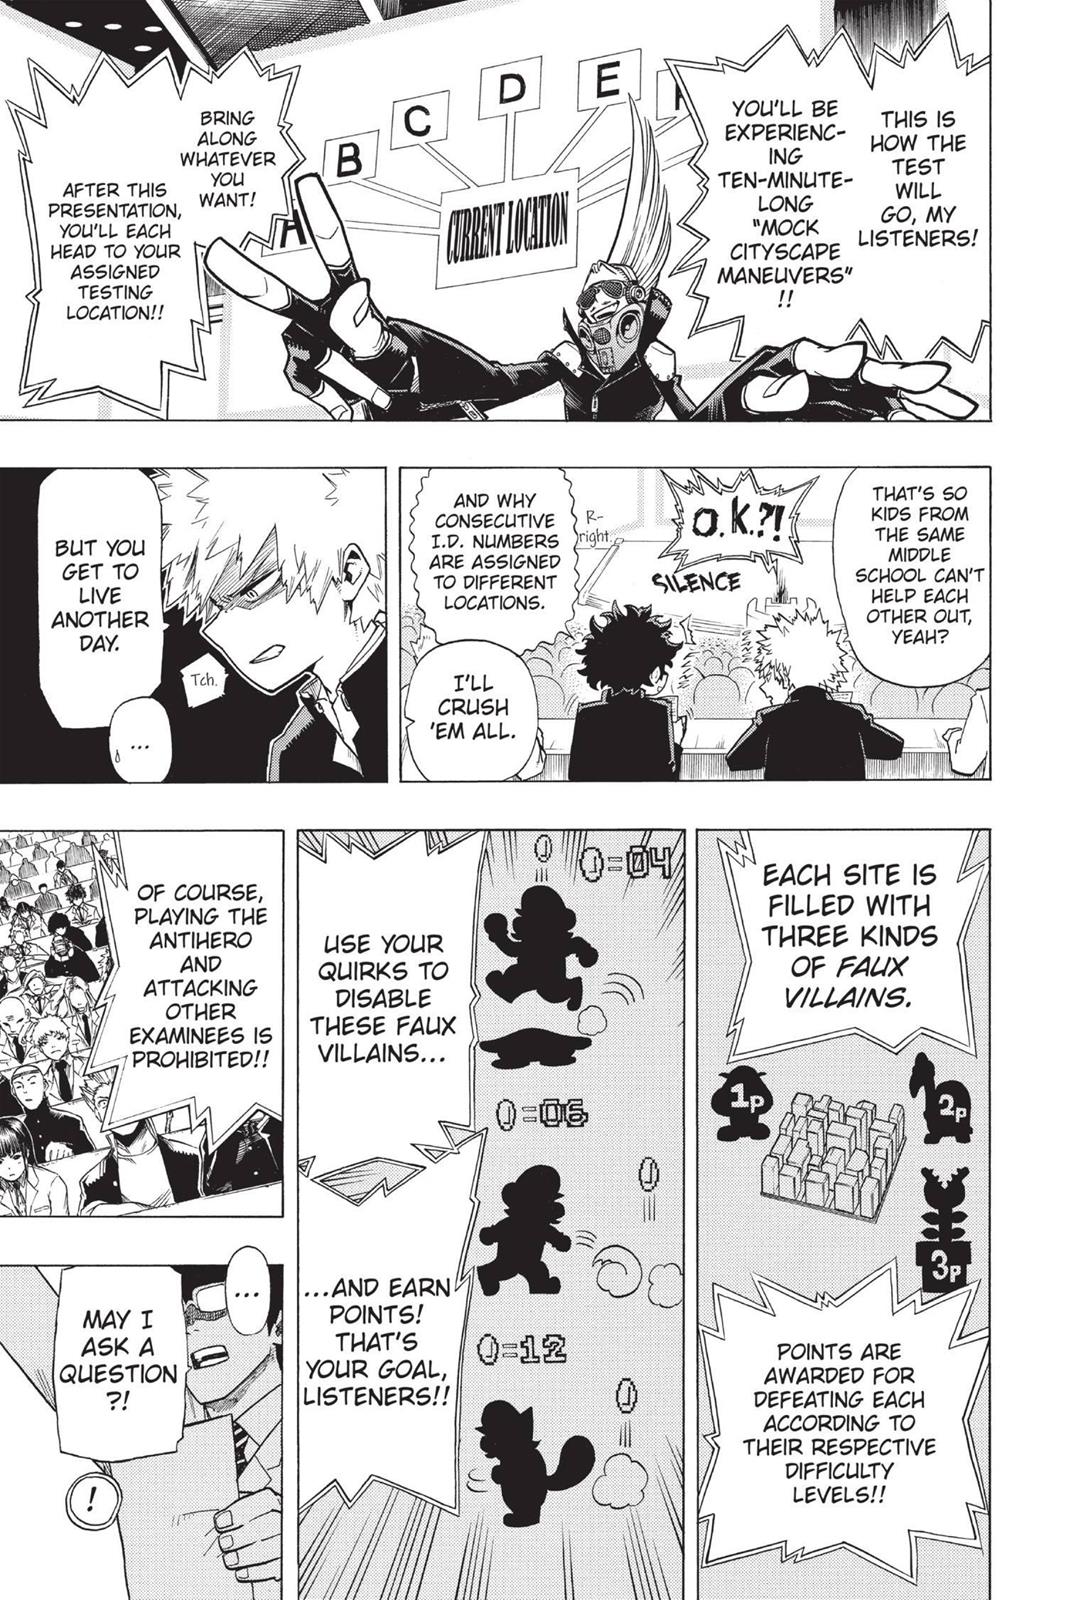 THIS IS
HOW THE
TEST
WILL
GO, MY
LISTENERS!
YOU'LL BE
EXPERIENC-
ING
TEN-MINUTE-
LONG
"MOCK
CITYSCAPE
MANEUVERS"
!!
A
B
C
D
E
CURRENT LOCATION
BRING
ALONG
WHATEVER
YOU
WANT!
AFTER THIS
PRESENTATION,
YOU'LL EACH
HEAD TO YOUR
ASSIGNED
TESTING
LOCATION!!
THAT'S SO
KIDS FROM
THE SAME
MIDDLE
SCHOOL CAN'T
HELP EACH
OTHER OUT,
YEAH?
O.K.?!
SILENCE
R-
right.
AND WHY
CONSECUTIVE
I.D. NUMBERS
ARE ASSIGNED
TO DIFFERENT
LOCATIONS.
I'LL
CRUSH
'EM ALL.
BUT YOU
GET TO
LIVE
ANOTHER
DAY.
Tch.
...
EACH SITE IS
FILLED WITH
THREE KINDS
OF FAUX
VILLAINS.
1P
2P
3P
POINTS ARE
AWARDED FOR
DEFEATING EACH
ACCORDING TO
THEIR RESPECTIVE
DIFFICULTY
LEVELS!!
0=04
USE YOUR
QUIRKS TO
DISABLE
THESE FAUX
VILLAINS...
0=06
...AND EARN
POINTS!
THAT'S
YOUR GOAL,
LISTENERS!!
0=12
OF COURSE,
PLAYING THE
ANTIHERO
AND
ATTACKING
OTHER
EXAMINEES IS
PROHIBITED!!
...
MAY I
ASK A
QUESTION
?!
!